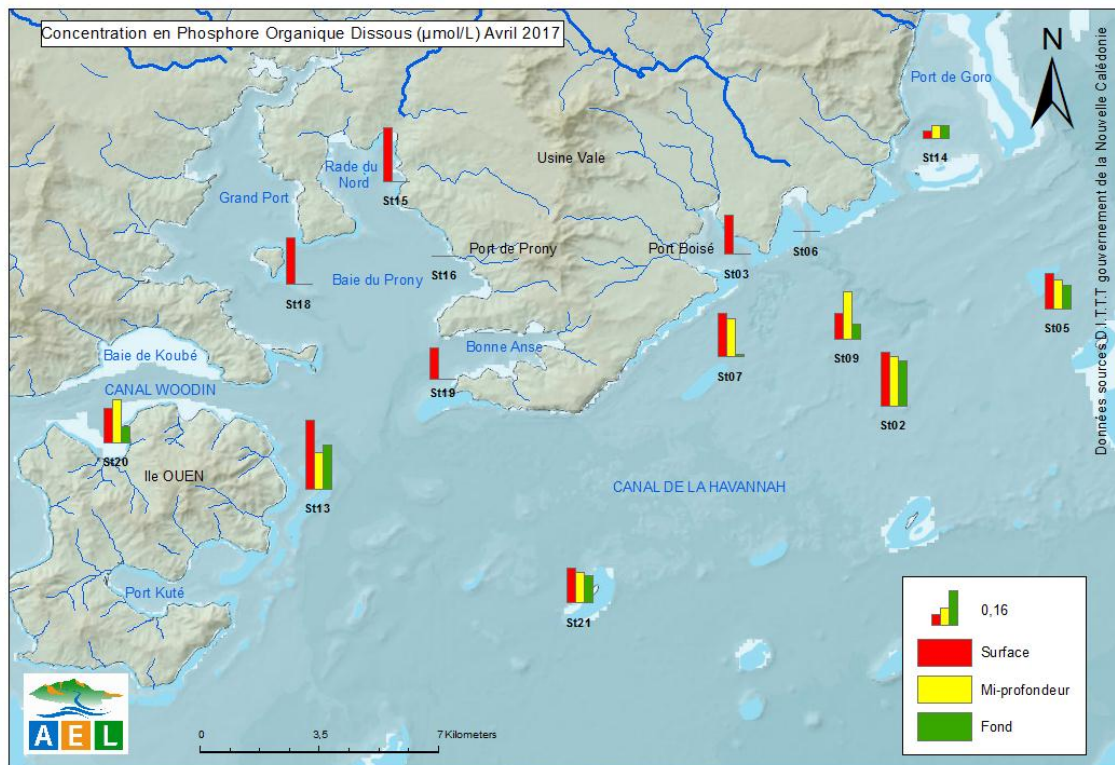 Concentration en Phosphore Organique Dissous (µmol/L) Avril 2017
N
Port de Goro
St14
Usine Vale
Rade du
Nord
St15
Grand Port
Port de Prony
St16
Port Boisé
St03
St06
Baie du Prony
St18
St05
St09
Baie de Koubé
Bonne Anse
St07
St19
CANAL WOODIN
St02
St20
Ile OUEN
St13
CANAL DE LA HAVANNAH
Port Kuté
St21
0,16
Surface
Mi-profondeur
Fond
AEL
0 3,5 7 Kilometers
Données sources D.I.T.T.T gouvernement de la Nouvelle Calédonie